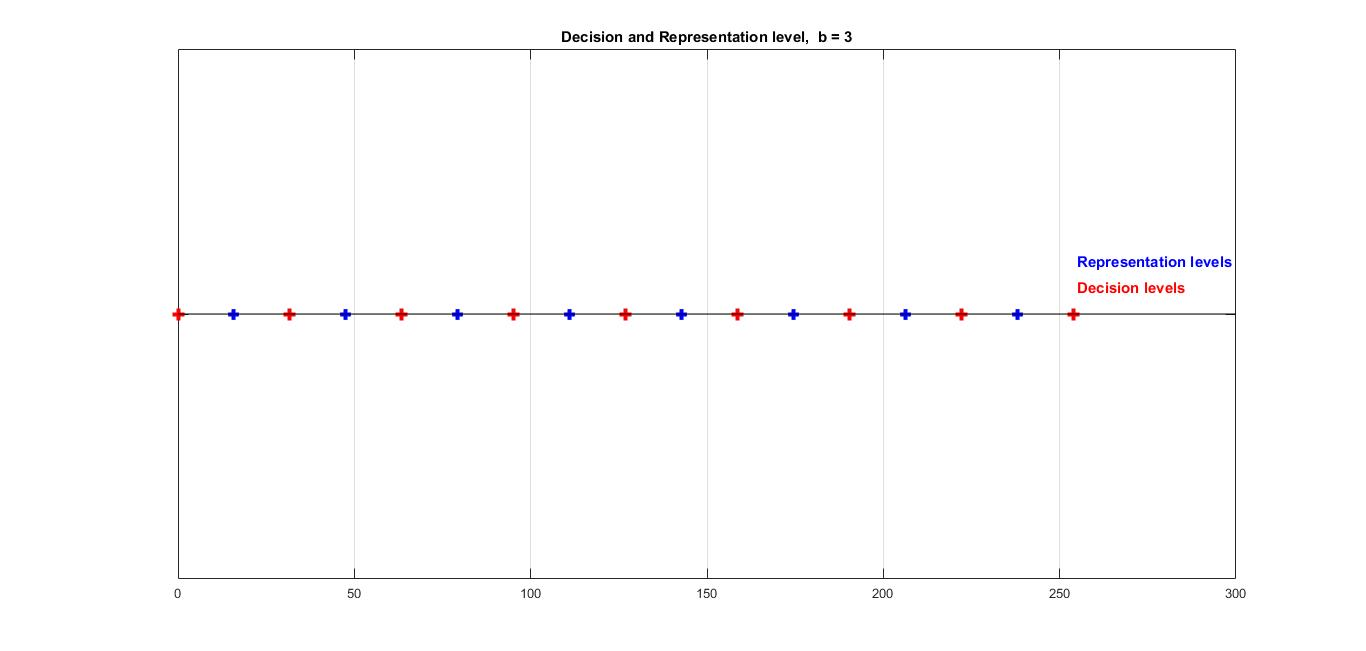 Decision and Representation level,  b = 3
Representation levels
Decision levels
0 50 100 150 200 250 300